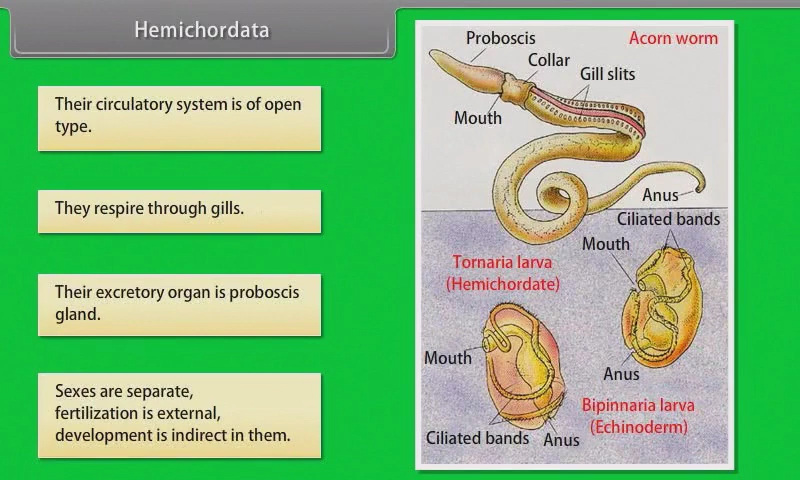 Hemichordata
Their circulatory system is of open
type.
They respire through gills.
Their excretory organ is proboscis
gland.
Sexes are separate,
fertilization is external,
development is indirect in them.
Proboscis
Acorn worm
Collar
Gill slits
Mouth
Anus
Ciliated bands
Mouth
Tornaria larva
(Hemichordate)
Mouth
Anus
Bipinnaria larva
(Echinoderm)
Ciliated bands
Anus